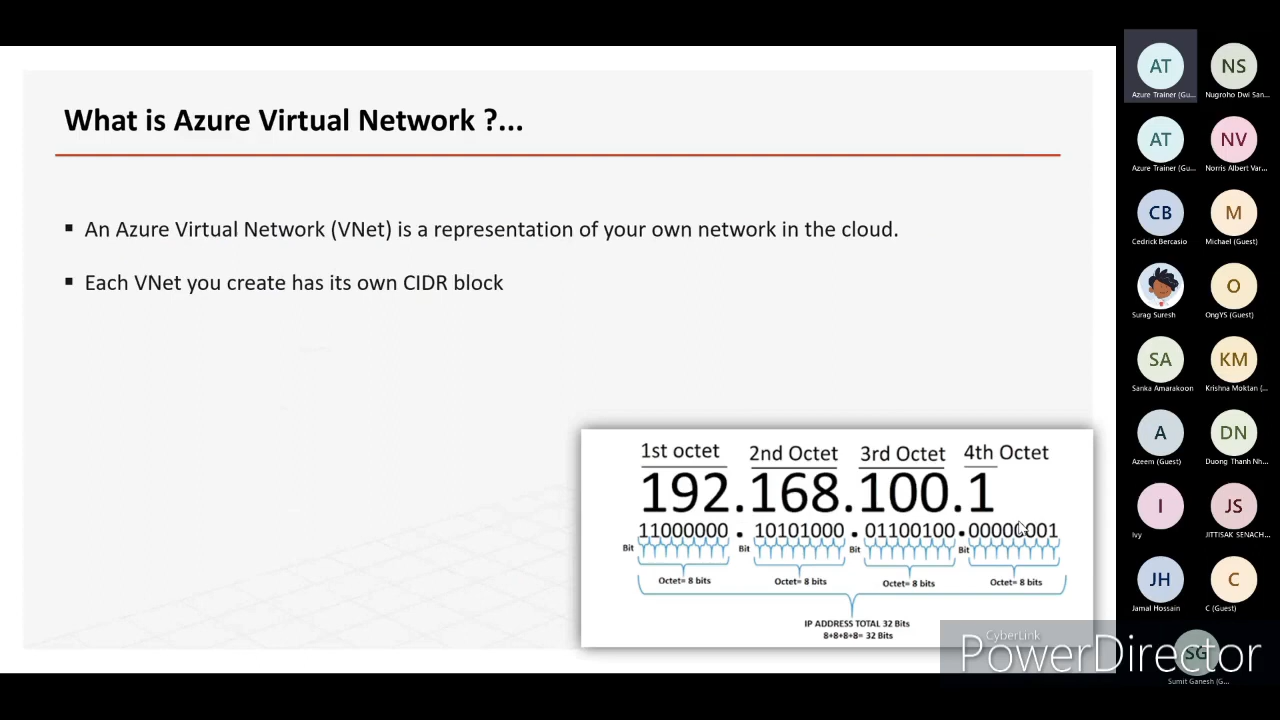 What is Azure Virtual Network ?...
▪ An Azure Virtual Network (VNet) is a representation of your own network in the cloud.
▪ Each VNet you create has its own CIDR block
1st octet 2nd Octet 3rd Octet 4th Octet
192.168.100.1
11000000 . 10101000 . 01100100 . 00000001
Bit Bit Bit Bit
Octet= 8 bits Octet= 8 bits Octet= 8 bits Octet= 8 bits
IP ADDRESS TOTAL 32 Bits
8+8+8+8= 32 Bits
CyberLink
PowerDirector
AT NS
Azure Trainer (Gu... Nugroho Dwi San...
AT NV
Azure Trainer (Gu... Norris Albert Var...
CB M
Cedrick Bercasio Michael (Guest)
O
Surag Suresh OngYS (Guest)
SA KM
Sanka Amarakoon Krishna Moktan (...
A DN
Azeem (Guest) Duong Thanh Nh...
I JS
Ivy JITTISAK SENACH...
JH C
Jamal Hossain C (Guest)
SG
Sumit Ganesh (G...